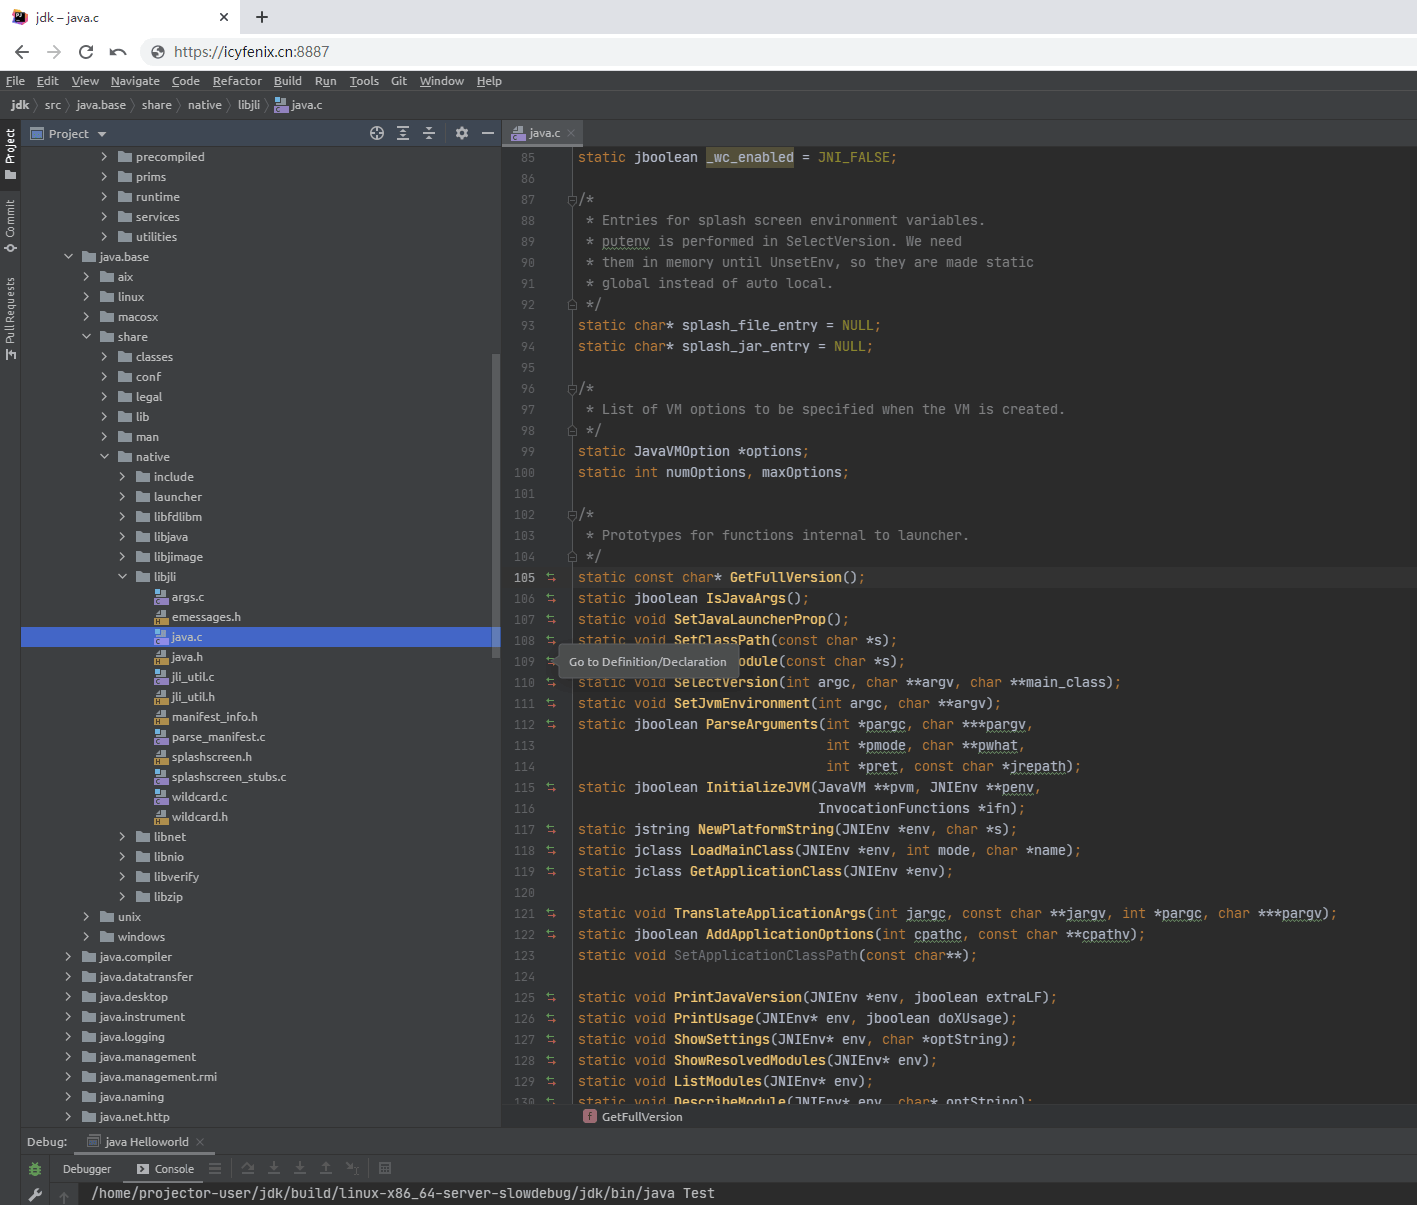 jdk – java.c
https://icyfenix.cn:8887
File Edit View Navigate Code Refactor Build Run Tools Git Window Help
jdk src java.base share native libjli java.c
Project
Commit
Pull Requests
Project
precompiled
prims
runtime
services
utilities
java.base
aix
linux
macosx
share
classes
conf
legal
lib
man
native
include
launcher
libfdlibm
libjava
libjimage
libjli
args.c
emessages.h
java.c
java.h
jli_util.c
jli_util.h
manifest_info.h
parse_manifest.c
splashscreen.h
splashscreen_stubs.c
wildcard.c
wildcard.h
libnet
libnio
libverify
libzip
unix
windows
java.compiler
java.datatransfer
java.desktop
java.instrument
java.logging
java.management
java.management.rmi
java.naming
java.net.http
java.c
85 static jboolean _wc_enabled = JNI_FALSE;
86
87 /*
88 * Entries for splash screen environment variables.
89 * putenv is performed in SelectVersion. We need
90 * them in memory until UnsetEnv, so they are made static
91 * global instead of auto local.
92 */
93 static char* splash_file_entry = NULL;
94 static char* splash_jar_entry = NULL;
95
96 /*
97 * List of VM options to be specified when the VM is created.
98 */
99 static JavaVMOption *options;
100 static int numOptions, maxOptions;
101
102 /*
103 * Prototypes for functions internal to launcher.
104 */
105 static const char* GetFullVersion();
106 static jboolean IsJavaArgs();
107 static void SetJavaLauncherProp();
108 static void SetClassPath(const char *s);
109 Go to Definition/Declaration odule(const char *s);
110 static void SelectVersion(int argc, char **argv, char **main_class);
111 static void SetJvmEnvironment(int argc, char **argv);
112 static jboolean ParseArguments(int *pargc, char ***pargv,
113 int *pmode, char **pwhat,
114 int *pret, const char *jrepath);
115 static jboolean InitializeJVM(JavaVM **pvm, JNIEnv **penv,
116 InvocationFunctions *ifn);
117 static jstring NewPlatformString(JNIEnv *env, char *s);
118 static jclass LoadMainClass(JNIEnv *env, int mode, char *name);
119 static jclass GetApplicationClass(JNIEnv *env);
120
121 static void TranslateApplicationArgs(int jargc, const char **jargv, int *pargc, char ***pargv);
122 static jboolean AddApplicationOptions(int cpathc, const char **cpathv);
123 static void SetApplicationClassPath(const char**);
124
125 static void PrintJavaVersion(JNIEnv *env, jboolean extraLF);
126 static void PrintUsage(JNIEnv* env, jboolean doXUsage);
127 static void ShowSettings(JNIEnv* env, char *optString);
128 static void ShowResolvedModules(JNIEnv* env);
129 static void ListModules(JNIEnv* env);
130 static void DescribeModule(JNIEnv* env, char* optString);
GetFullVersion
Debug: java Helloworld
Debugger Console
/home/projector-user/jdk/build/linux-x86_64-server-slowdebug/jdk/bin/java Test